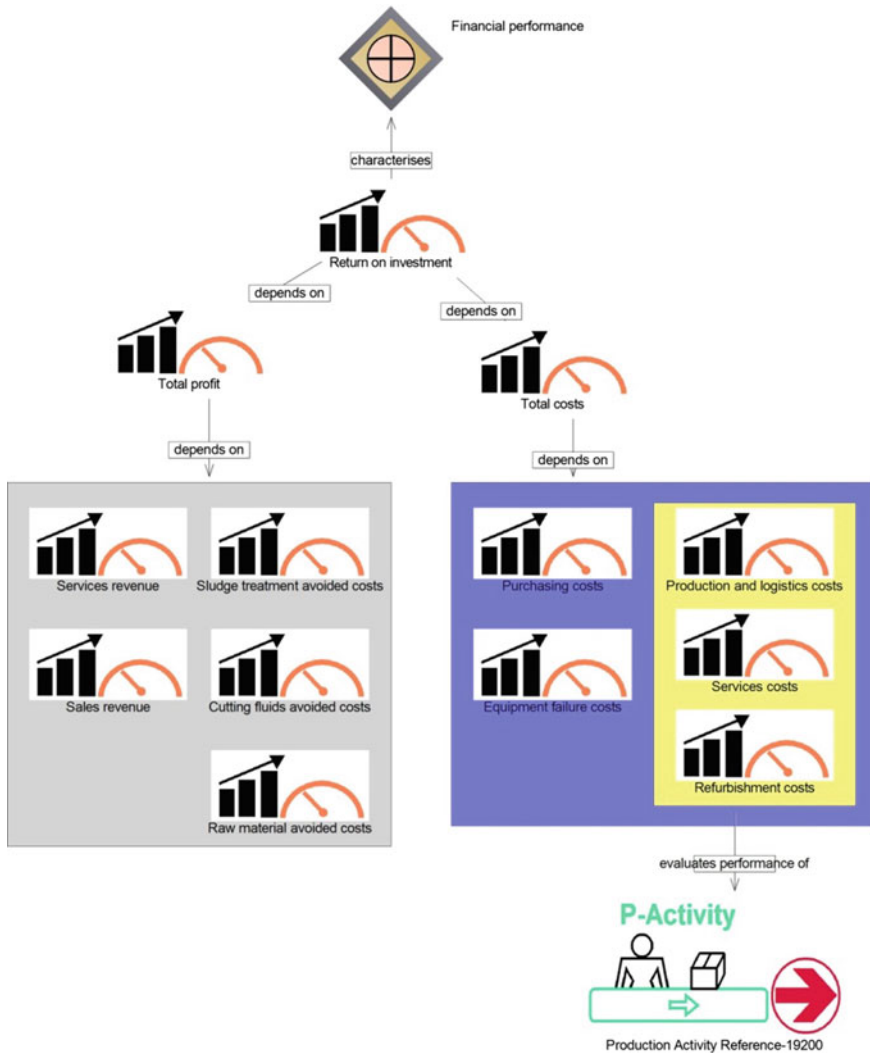 Financial performance
characterises
Return on investment
depends on
depends on
Total profit
Total costs
depends on
depends on
Services revenue
Sludge treatment avoided costs
Purchasing costs
Production and logistics costs
Sales revenue
Cutting fluids avoided costs
Equipment failure costs
Services costs
Raw material avoided costs
Refurbishment costs
evaluates performance of
P-Activity
Production Activity Reference-19200